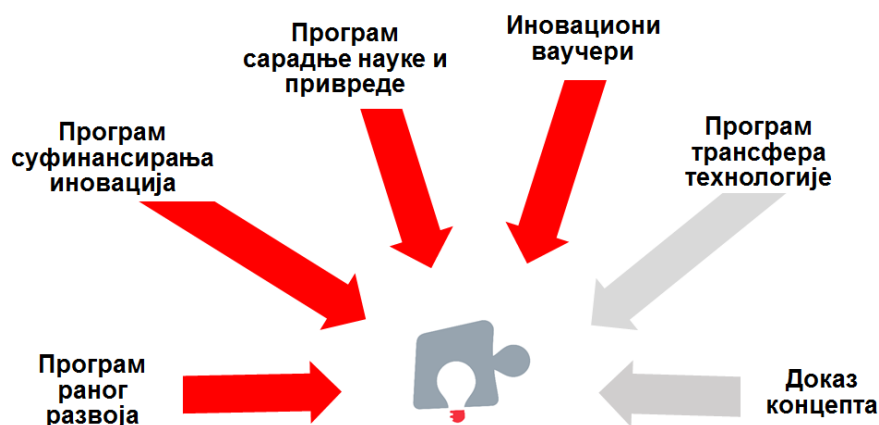 Програм
раног
развоја
Програм
суфинансирања
иновација
Програм
сарадње науке и
привреде
Иновациони
ваучери
Програм
трансфера
технологије
Доказ
концепта